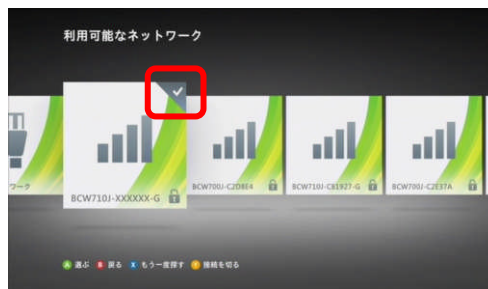 利用可能なネットワーク
ワーク
BCW710J-XXXXXX-G
BCW700J-C2D8E4
BCW710J-C81927-G
BCW700J-C2E37A
A 選ぶ B 戻る X もう一度探す Y 接続を切る